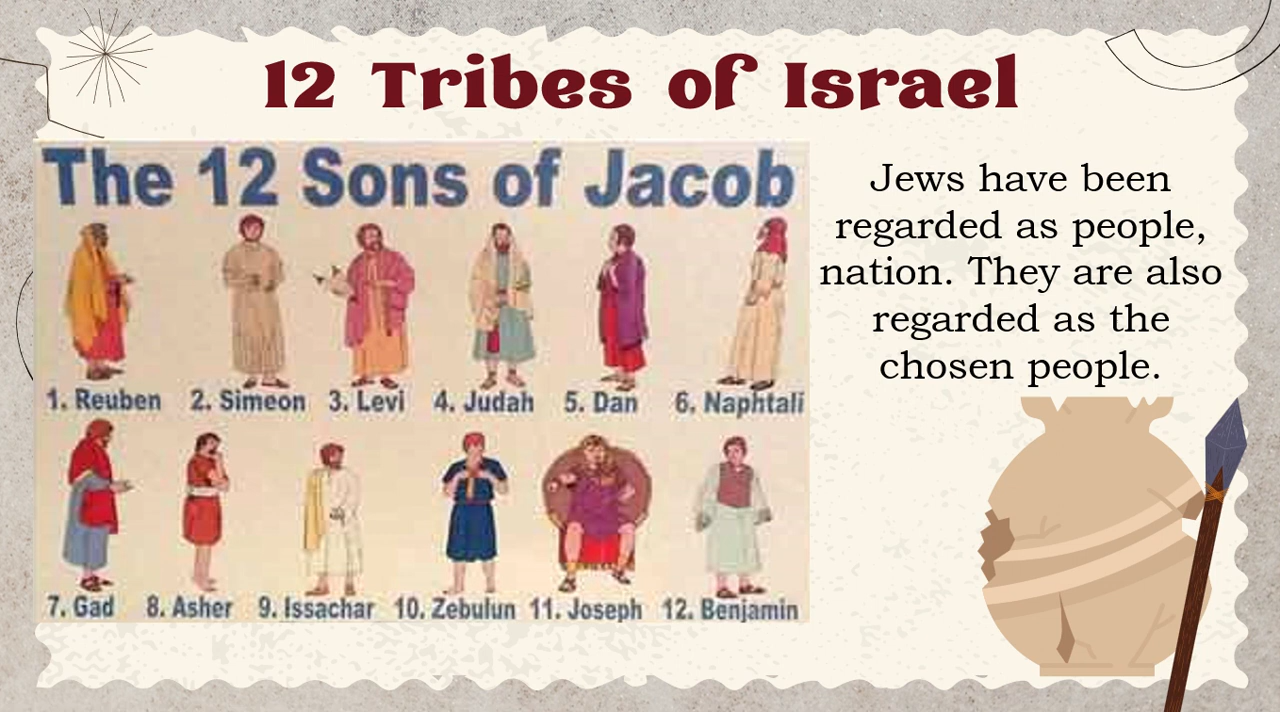 12 Tribes of Israel
The 12 Sons of Jacob
1. Reuben 2. Simeon 3. Levi 4. Judah 5. Dan 6. Naphtali
7. Gad 8. Asher 9. Issachar 10. Zebulun 11. Joseph 12. Benjamin
Jews have been
regarded as people,
nation. They are also
regarded as the
chosen people.